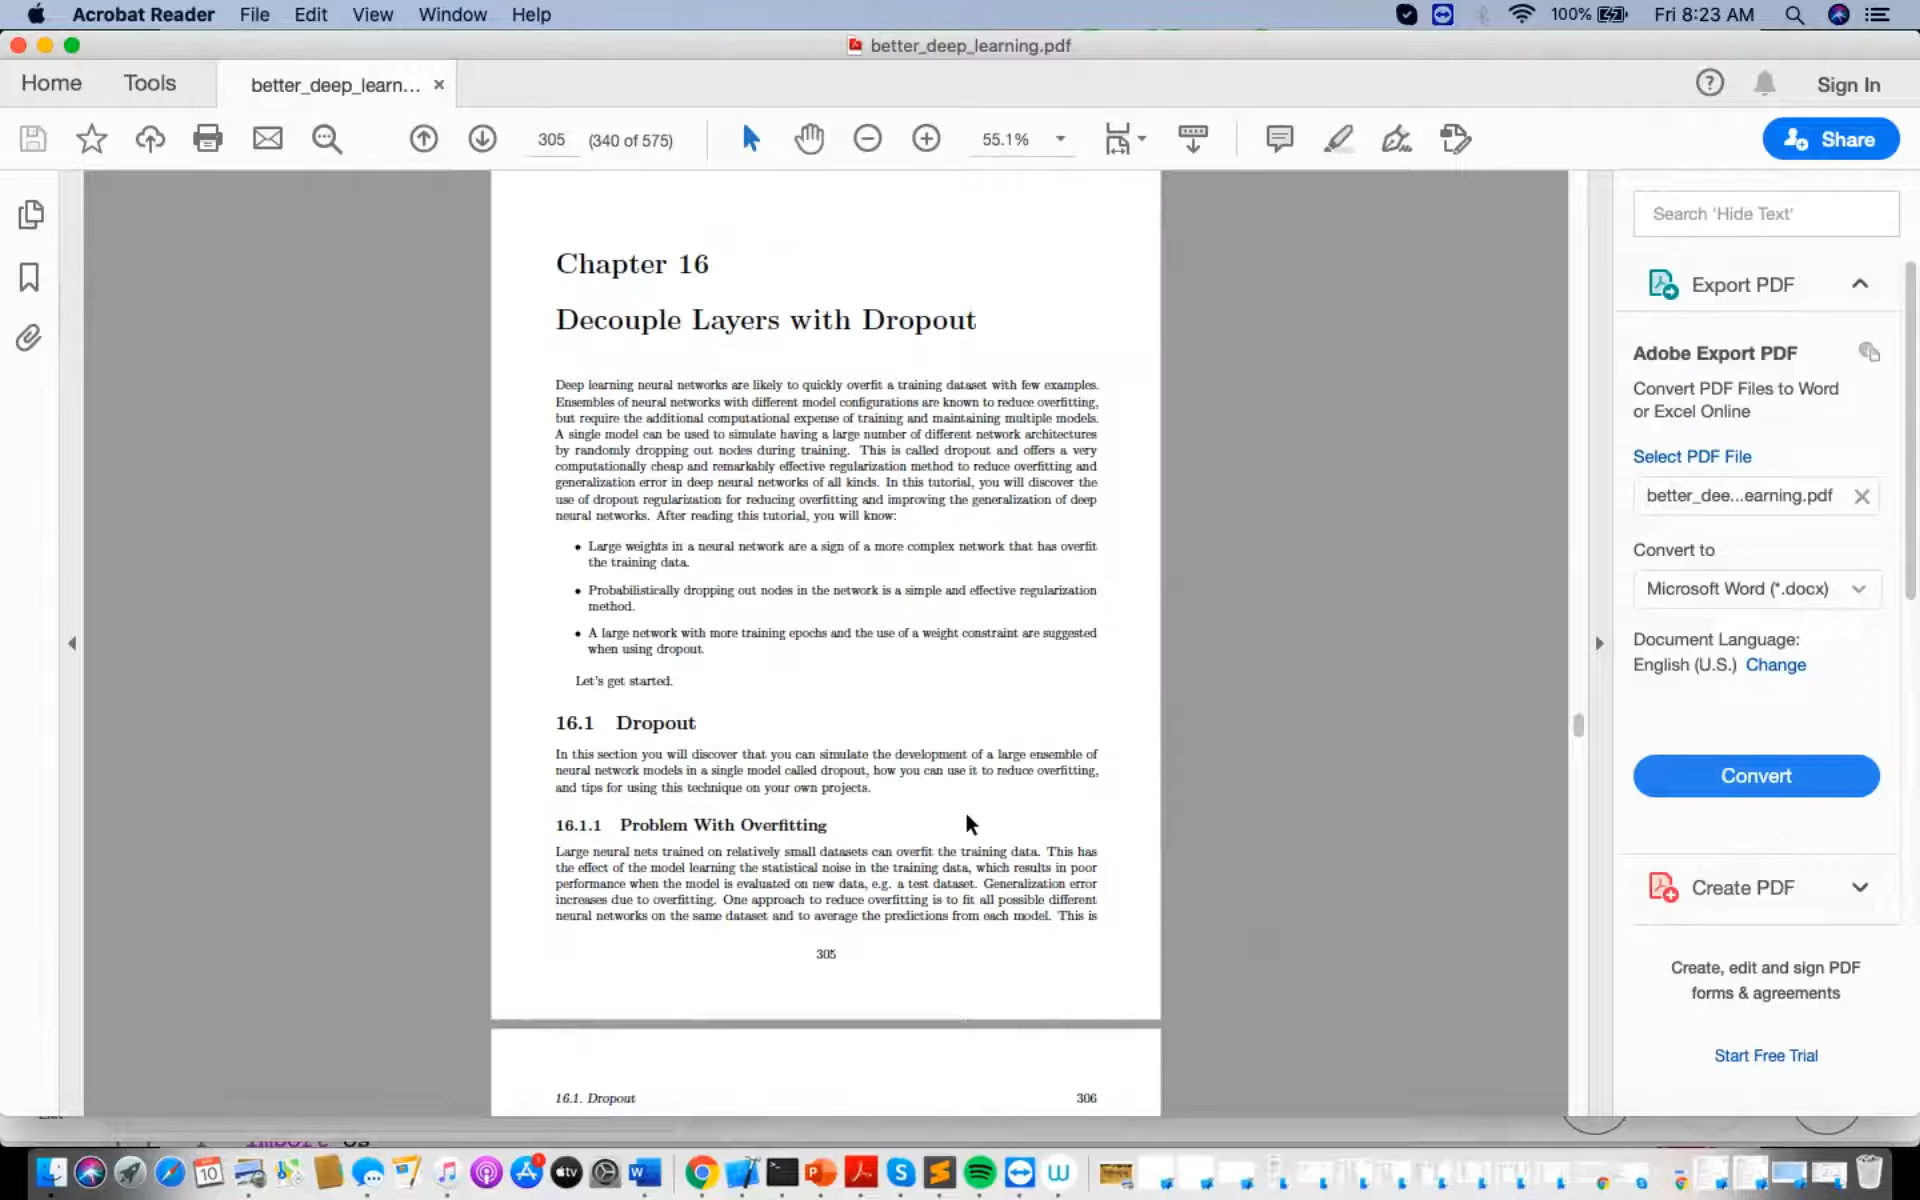 Acrobat Reader File Edit View Window Help 100% Fri 8:23 AM
better_deep_learning.pdf
Home Tools better_deep_learn... × Sign In
305 (340 of 575) 55.1% Share
Search 'Hide Text'
Export PDF
Adobe Export PDF
Convert PDF Files to Word
or Excel Online
Select PDF File
better_dee...earning.pdf
Convert to
Microsoft Word (*.docx)
Document Language:
English (U.S.) Change
Convert
Create PDF
Create, edit and sign PDF
forms & agreements
Start Free Trial
Chapter 16
Decouple Layers with Dropout
Deep learning neural networks are likely to quickly overfit a training dataset with few examples.
Ensembles of neural networks with different model configurations are known to reduce overfitting,
but require the additional computational expense of training and maintaining multiple models.
A single model can be used to simulate having a large number of different network architectures
by randomly dropping out nodes during training. This is called dropout and offers a very
computationally cheap and remarkably effective regularization method to reduce overfitting and
generalization error in deep neural networks of all kinds. In this tutorial, you will discover the
use of dropout regularization for reducing overfitting and improving the generalization of deep
neural networks. After reading this tutorial, you will know:
• Large weights in a neural network are a sign of a more complex network that has overfit
the training data.
• Probabilistically dropping out nodes in the network is a simple and effective regularization
method.
• A large network with more training epochs and the use of a weight constraint are suggested
when using dropout.
Let's get started.
16.1 Dropout
In this section you will discover that you can simulate the development of a large ensemble of
neural network models in a single model called dropout, how you can use it to reduce overfitting,
and tips for using this technique on your own projects.
16.1.1 Problem With Overfitting
Large neural nets trained on relatively small datasets can overfit the training data. This has
the effect of the model learning the statistical noise in the training data, which results in poor
performance when the model is evaluated on new data, e.g. a test dataset. Generalization error
increases due to overfitting. One approach to reduce overfitting is to fit all possible different
neural networks on the same dataset and to average the predictions from each model. This is
305
16.1. Dropout 306